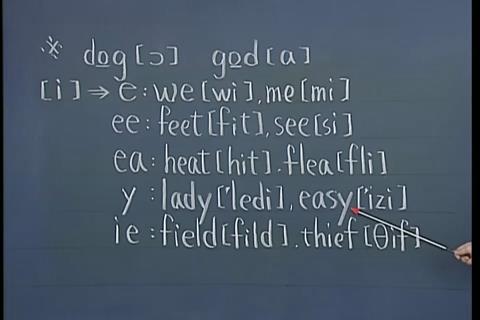 ※ dog [ɔ] god [a]
[i] → e : we [wi], me [mi]
ee : feet [fit], see [si]
ea : heat [hit]. flea [fli]
y : lady ['ledi], easy ['izi]
ie : field [fild]. thief [θif]